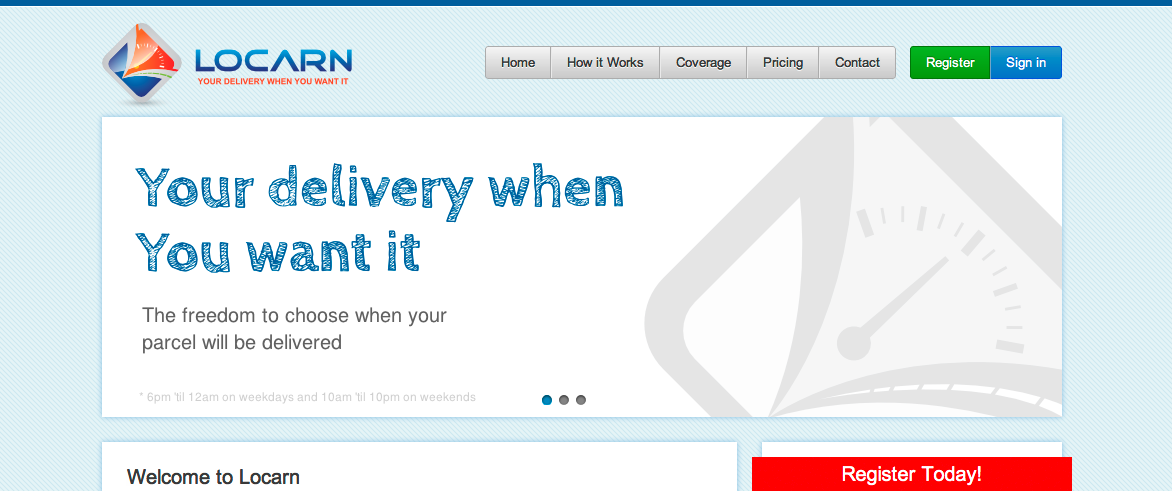 LOCARN
YOUR DELIVERY WHEN YOU WANT IT
Home
How it Works
Coverage
Pricing
Contact
Register
Sign in
Your delivery when
You want it
The freedom to choose when your
parcel will be delivered
* 6pm 'til 12am on weekdays and 10am 'til 10pm on weekends
Welcome to Locarn
Register Today!